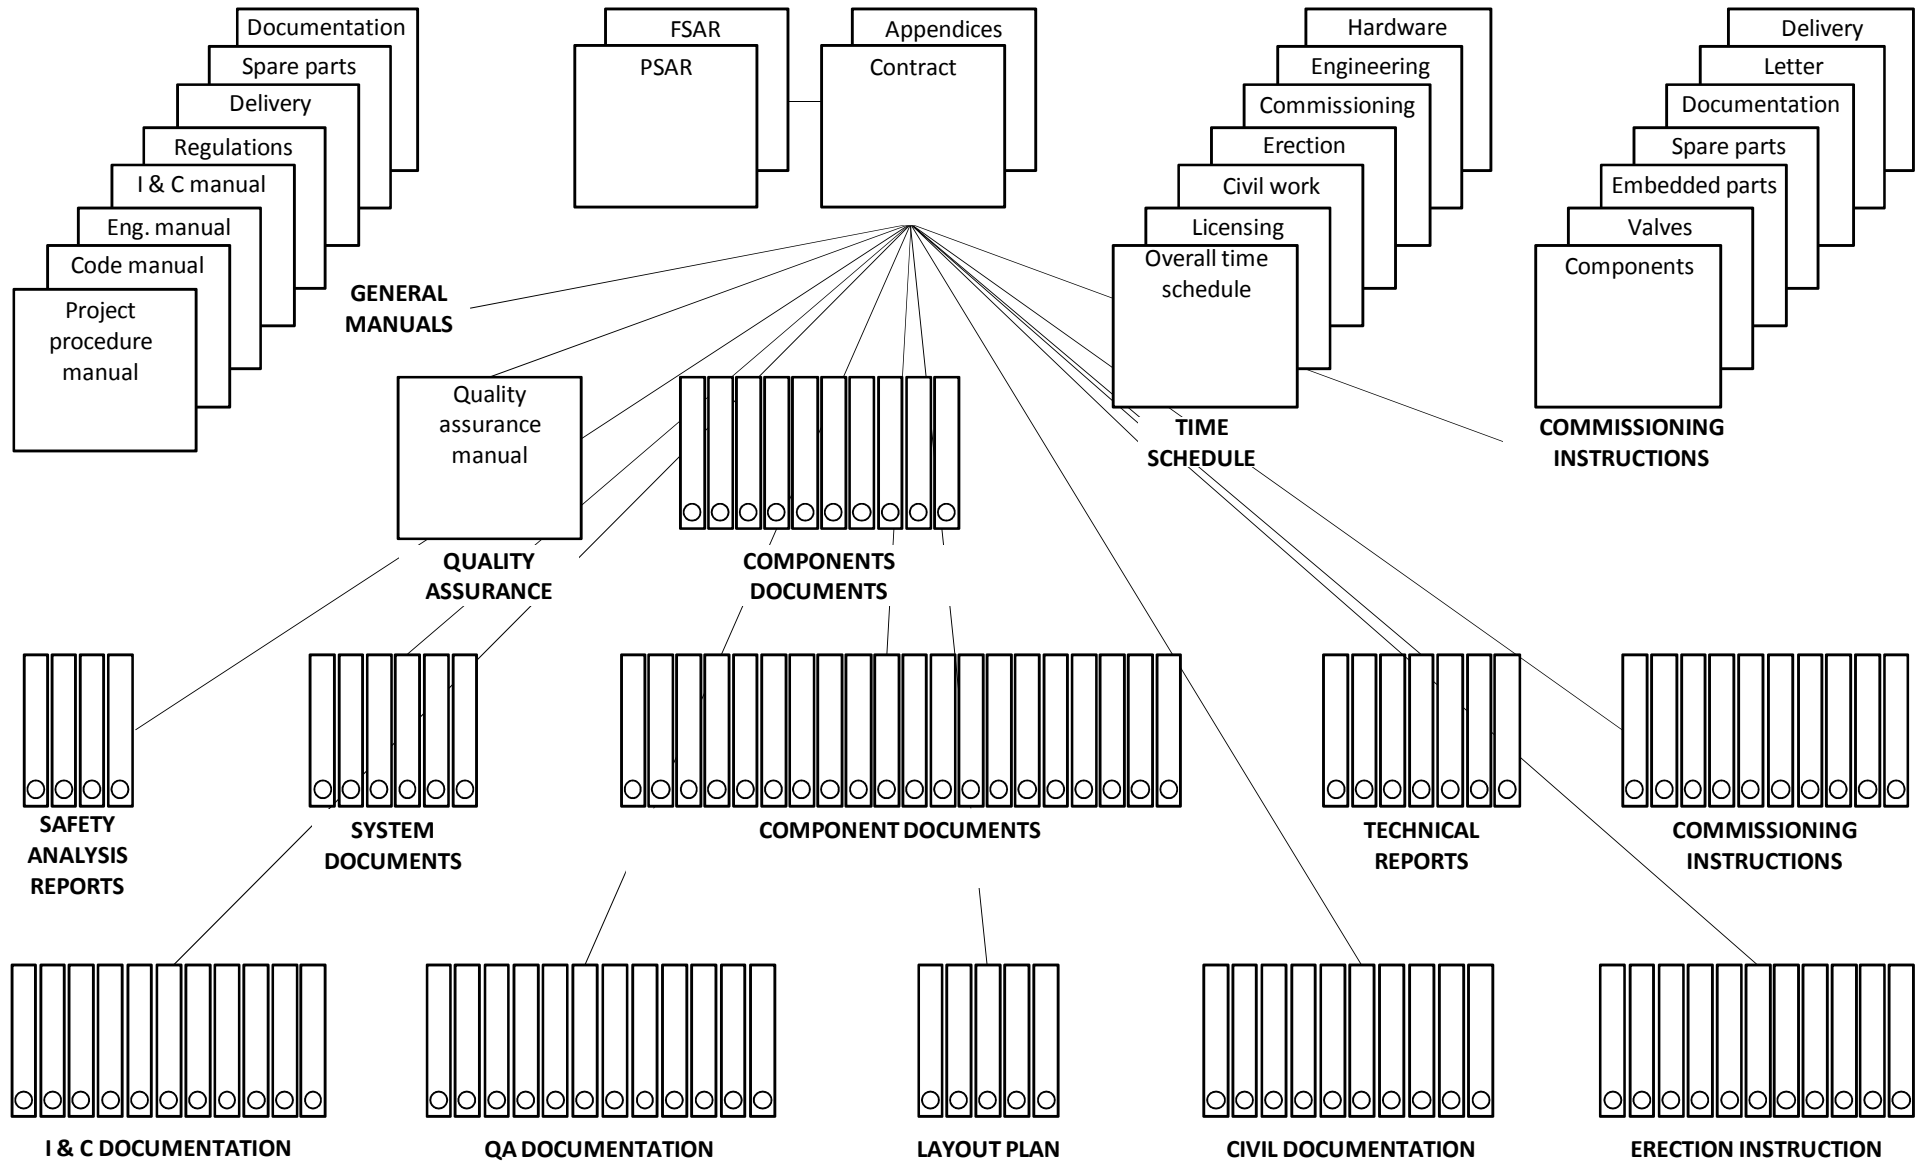 Documentation
Spare parts
Delivery
Regulations
I & C manual
Eng. manual
Code manual
Project
procedure
manual
GENERAL
MANUALS
FSAR
PSAR
Appendices
Contract
Hardware
Engineering
Commissioning
Erection
Civil work
Licensing
Overall time
schedule
TIME
SCHEDULE
Delivery
Letter
Documentation
Spare parts
Embedded parts
Valves
Components
COMMISSIONING
INSTRUCTIONS
Quality
assurance
manual
QUALITY
ASSURANCE
COMPONENTS
DOCUMENTS
SAFETY
ANALYSIS
REPORTS
SYSTEM
DOCUMENTS
COMPONENT DOCUMENTS
TECHNICAL
REPORTS
COMMISSIONING
INSTRUCTIONS
I & C DOCUMENTATION
QA DOCUMENTATION
LAYOUT PLAN
CIVIL DOCUMENTATION
ERECTION INSTRUCTION